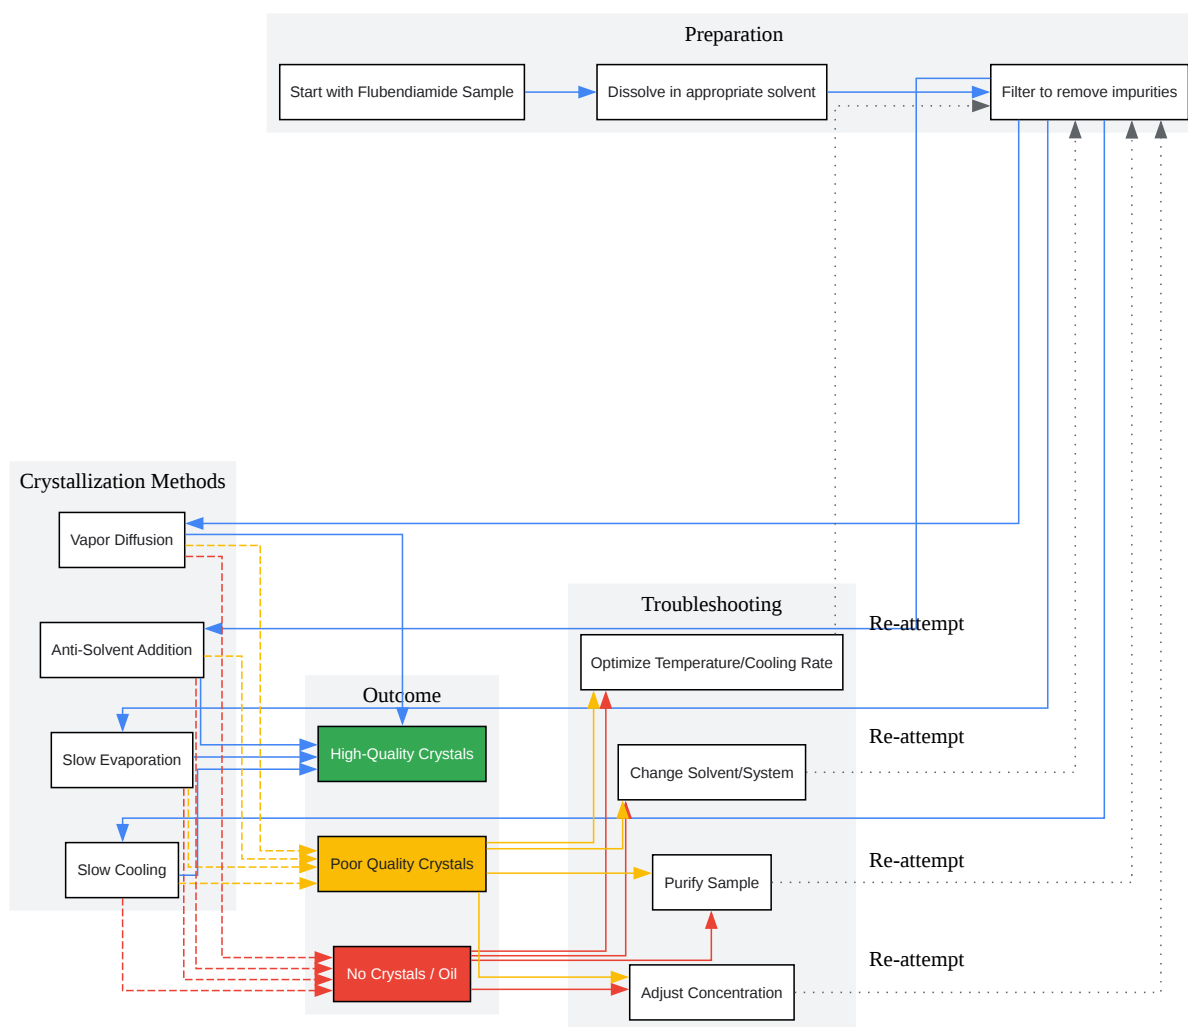 Preparation
Start with Flubendiamide Sample
Dissolve in appropriate solvent
Filter to remove impurities
Crystallization Methods
Vapor Diffusion
Anti-Solvent Addition
Slow Evaporation
Slow Cooling
Outcome
High-Quality Crystals
Poor Quality Crystals
No Crystals / Oil
Troubleshooting
Optimize Temperature/Cooling Rate
Change Solvent/System
Purify Sample
Adjust Concentration
Re-attempt
Re-attempt
Re-attempt
Re-attempt